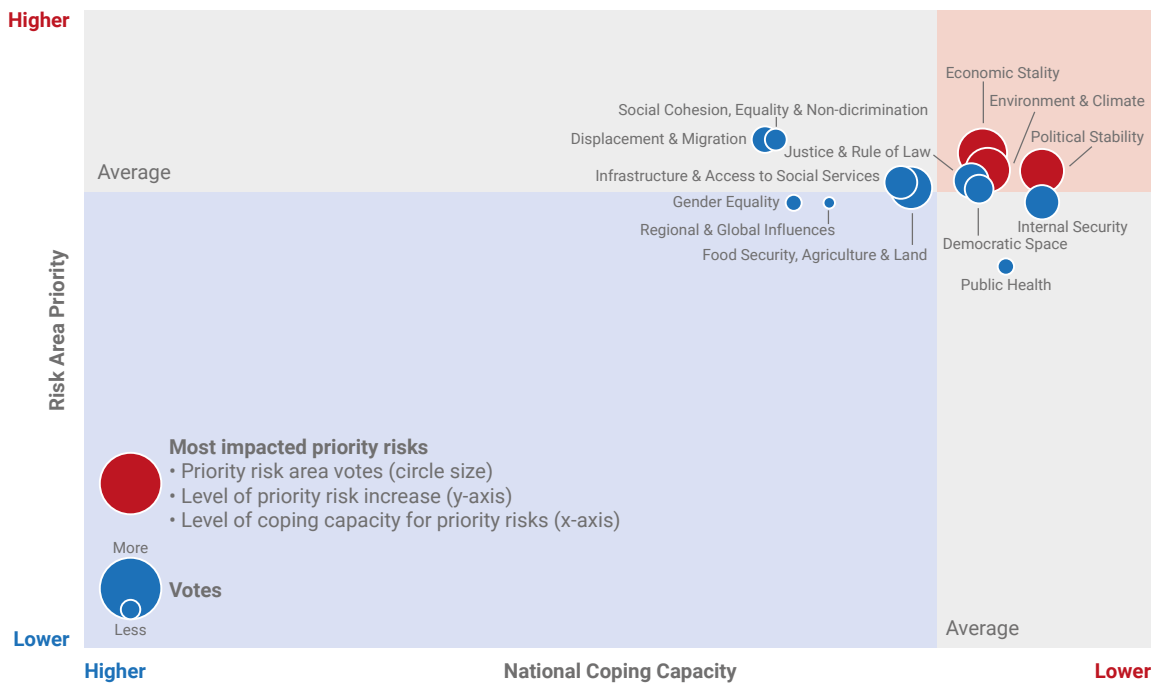 Higher
Economic Stality
Environment & Climate
Social Cohesion, Equality & Non-dicrimination
Displacement & Migration
Political Stability
Justice & Rule of Law
Average
Infrastructure & Access to Social Services
Gender Equality
Regional & Global Influences
Internal Security
Democratic Space
Food Security, Agriculture & Land
Public Health
Risk Area Priority
Most impacted priority risks
• Priority risk area votes (circle size)
• Level of priority risk increase (y-axis)
• Level of coping capacity for priority risks (x-axis)
More
Votes
Less
Average
Lower
Higher
National Coping Capacity
Lower